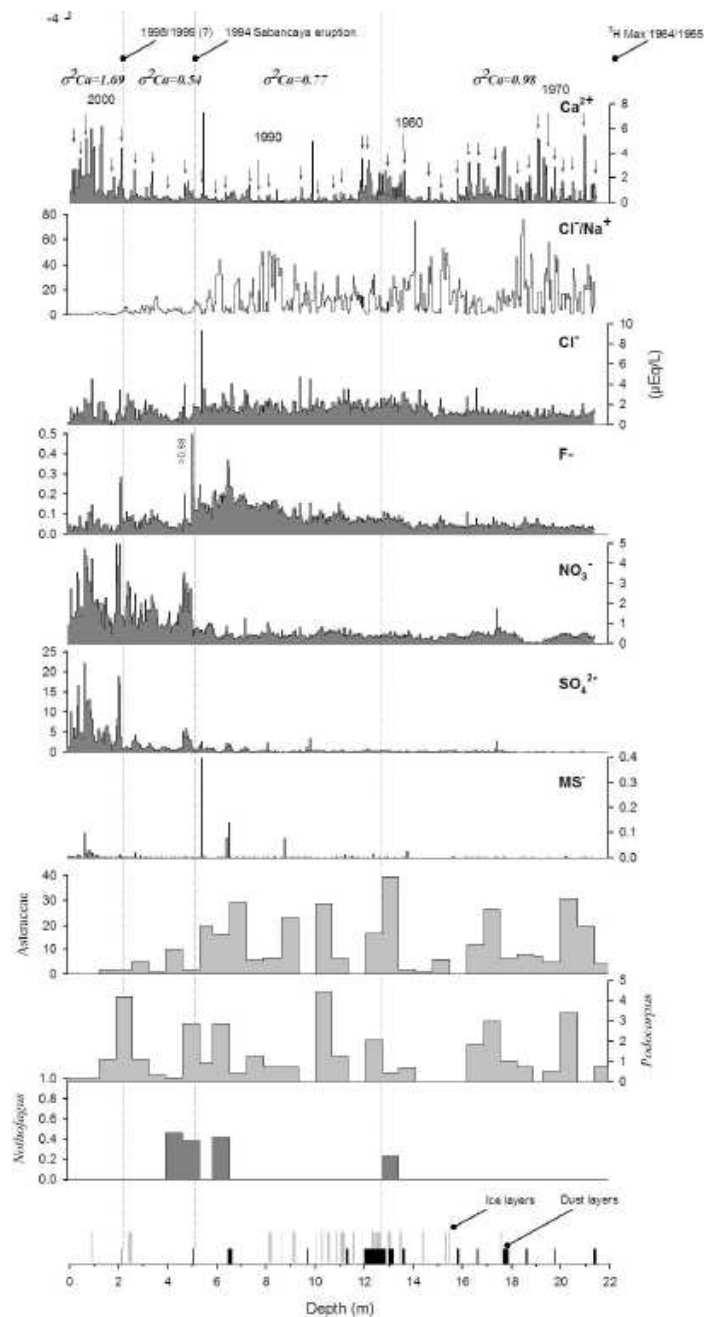 -4
1998/1999 (?)
1994 Sabancaya eruption
³H Max 1964/1965
σ²Ca=1.69
σ²Ca=0.54
σ²Ca=0.77
σ²Ca=0.98
2000
1990
1980
1970
Ca²⁺
8
6
4
2
0
80
60
40
20
0
Cl⁻/Na⁺
Cl⁻
10
8
6
4
2
0
(µEq/L)
0.5
0.4
0.3
0.2
0.1
0.0
F-
NO₃⁻
5
4
3
2
1
0
25
20
15
10
5
0
SO₄²⁻
MS⁻
0.4
0.3
0.2
0.1
0.0
Asteraceae
40
30
20
10
0
5
4
3
2
1
0
Podocarpus
Nothofagus
1.0
0.8
0.6
0.4
0.2
0.0
Ice layers
Dust layers
0 2 4 6 8 10 12 14 16 18 20 22
Depth (m)